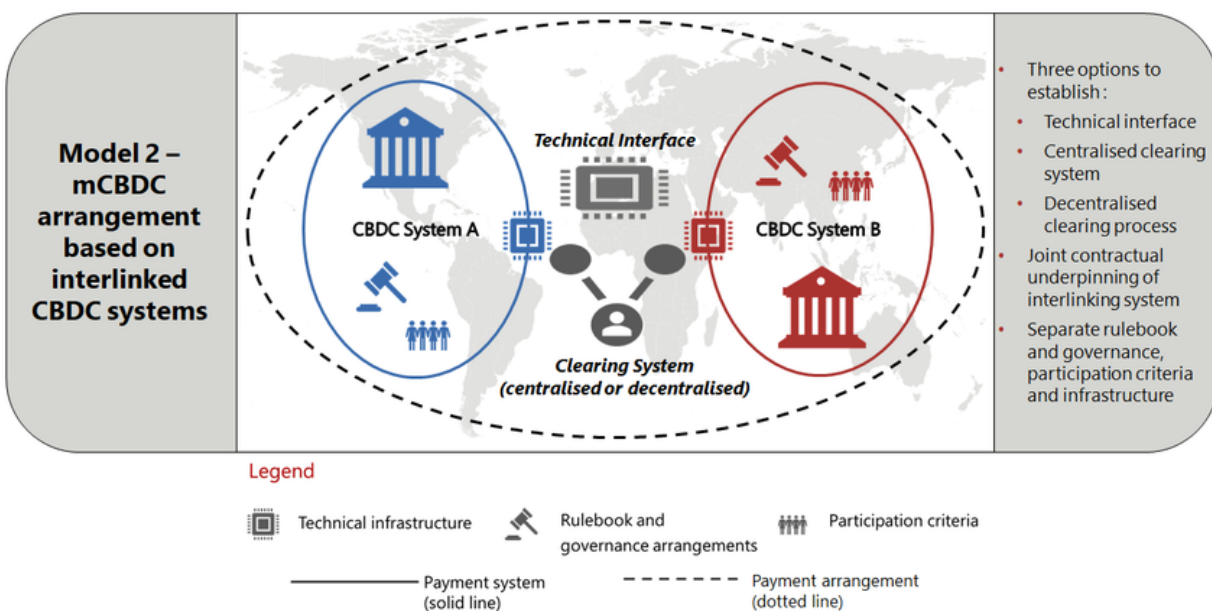 Model 2 –
mCBDC
arrangement
based on
interlinked
CBDC systems
Technical Interface
CBDC System A
CBDC System B
Clearing System
(centralised or decentralised)
• Three options to
establish :
• Technical interface
• Centralised clearing
system
• Decentralised
clearing process
• Joint contractual
underpinning of
interlinking system
• Separate rulebook
and governance,
participation criteria
and infrastructure
Legend
Technical infrastructure
Rulebook and
governance arrangements
Participation criteria
Payment system
(solid line)
Payment arrangement
(dotted line)